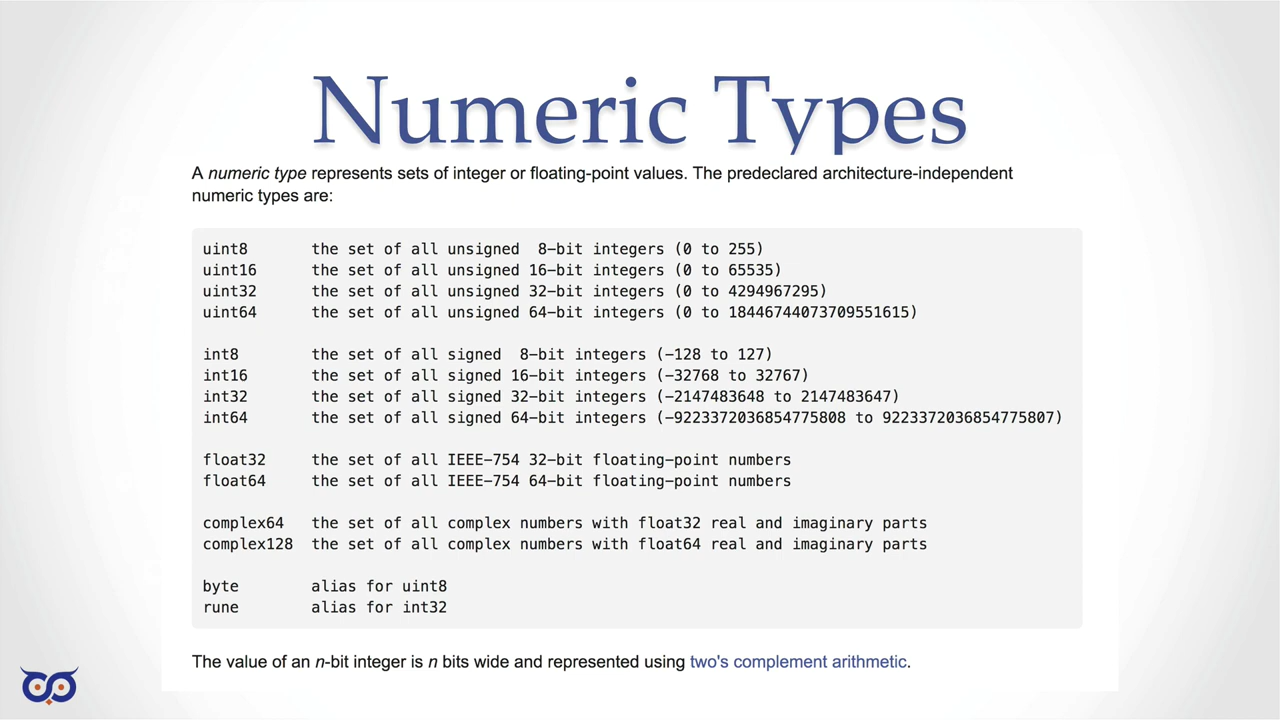 Numeric Types
A numeric type represents sets of integer or floating-point values. The predeclared architecture-independent
numeric types are:
uint8       the set of all unsigned  8-bit integers (0 to 255)
uint16      the set of all unsigned 16-bit integers (0 to 65535)
uint32      the set of all unsigned 32-bit integers (0 to 4294967295)
uint64      the set of all unsigned 64-bit integers (0 to 18446744073709551615)
int8        the set of all signed  8-bit integers (-128 to 127)
int16       the set of all signed 16-bit integers (-32768 to 32767)
int32       the set of all signed 32-bit integers (-2147483648 to 2147483647)
int64       the set of all signed 64-bit integers (-9223372036854775808 to 9223372036854775807)
float32     the set of all IEEE-754 32-bit floating-point numbers
float64     the set of all IEEE-754 64-bit floating-point numbers
complex64   the set of all complex numbers with float32 real and imaginary parts
complex128  the set of all complex numbers with float64 real and imaginary parts
byte        alias for uint8
rune        alias for int32
The value of an n-bit integer is n bits wide and represented using two's complement arithmetic.